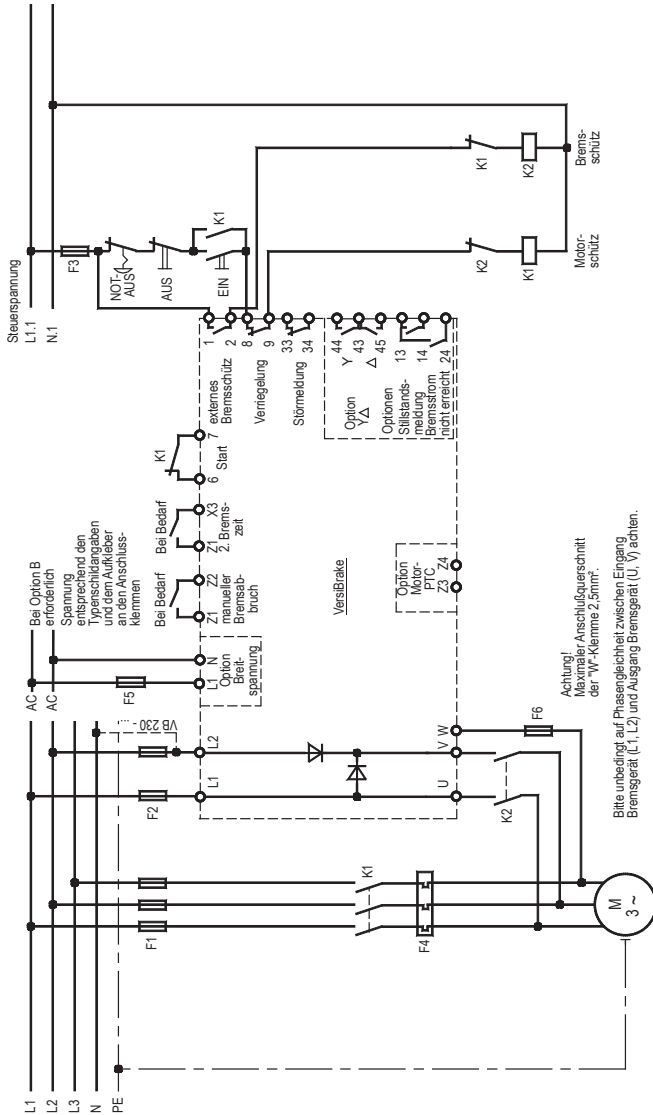 Steuerspannung
L1.1
N.1
F3
NOT-
AUS
AUS
K1
EIN
K2
K1
Motor-
schütz
K1
K2
Brems-
schütz
AC
AC
Bei Option B
erforderlich
Spannung
entsprechend den
Typenschildangaben
und dem Aufkleber
an den Anschluss-
klemmen
F5
L1
N
Option
Breit-
spannung
Bei Bedarf
Z1
Z2
manueller
Bremsab-
bruch
Bei Bedarf
Z1
X3
2. Brems-
zeit
K1
6
7
Start
1
2
externes
Bremsschütz
8
9
Verriegelung
33
34
Störmeldung
44
43
45
Y
Δ
Option
YΔ
13
14
24
Optionen
Stillstands-
meldung
Bremsstrom
nicht erreicht
VersiBrake
Option
Motor-
PTC
Z3
Z4
L1
L2
L3
N
PE
F1
F2
VB 230 - ...
L1
L2
K1
F4
U
V
W
K2
F6
M
3 ~
Achtung!
Maximaler Anschlußquerschnitt
der "W"-Klemme 2,5mm².
Bitte unbedingt auf Phasengleichheit zwischen Eingang
Bremsgerät (L1, L2) und Ausgang Bremsgerät (U, V) achten.